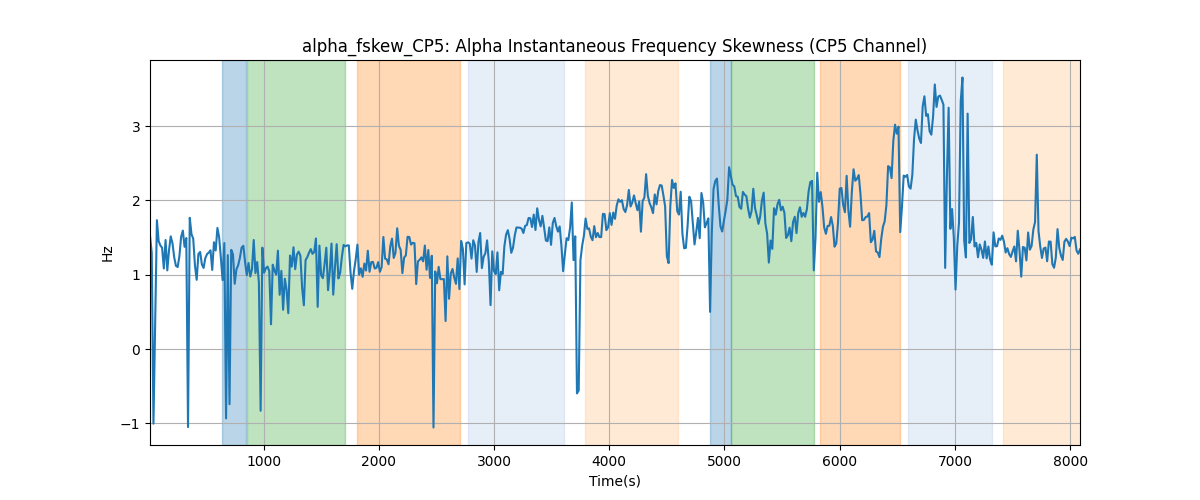 alpha_fskew_CP5: Alpha Instantaneous Frequency Skewness (CP5 Channel)
Hz
3
2
1
0
−1
1000 2000 3000 4000 5000 6000 7000 8000
Time(s)